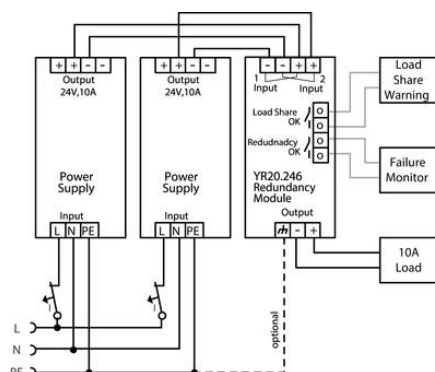 + + - -
Output
24V,10A
Power
Supply
Input
L N PE
+ + - -
Output
24V,10A
Power
Supply
Input
L N PE
- - + +
1 2
Input Input
Load Share
OK
Redudnadcy
OK
YR20.246
Redundancy
Module
Output
- +
Load
Share
Warning
Failure
Monitor
10A
Load
optional
L
N
PE